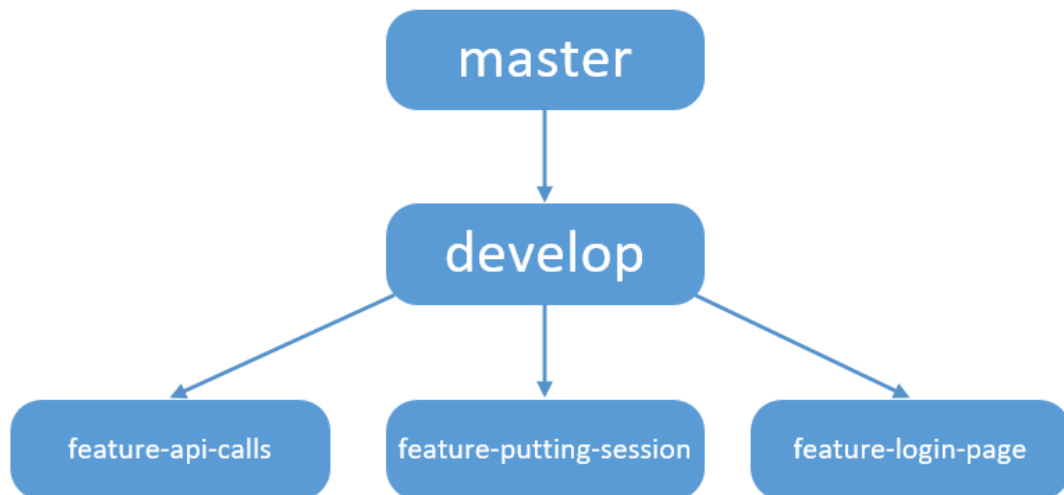 master
develop
feature-api-calls
feature-putting-session
feature-login-page